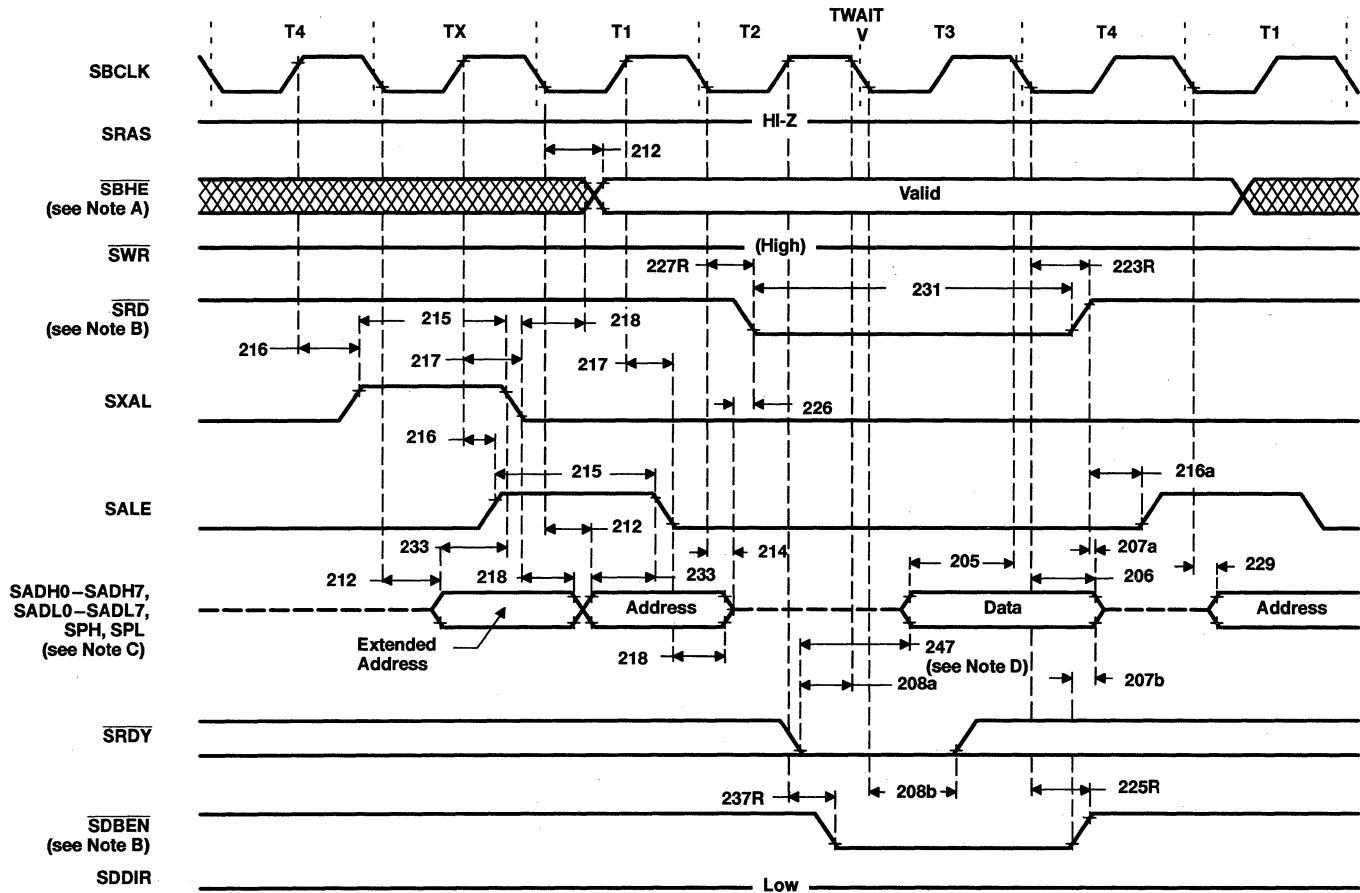 TWAIT
T4 TX T1 T2 V T3 T4 T1
SBCLK
SRAS HI-Z
212
SBHE Valid
(see Note A)
SWR (High)
227R 223R
231
SRD
(see Note B)
215 218
216 217 217
SXAL
226
216
215 216a
SALE
212
233 214 205 207a
212 218 233 206 229
SADH0–SADH7,
SADL0–SADL7, Address Data Address
SPH, SPL
(see Note C)
Extended
Address
218 247
(see Note D)
208a 207b
SRDY
237R 208b 225R
SDBEN
(see Note B)
SDDIR Low